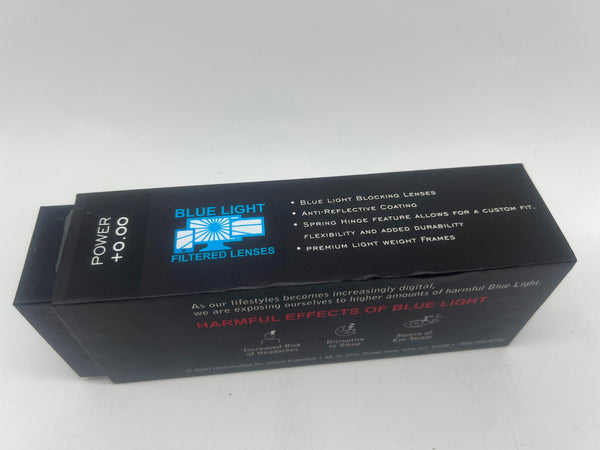 POWER
+0.00
BLUE LIGHT
FILTERED LENSES
• BLUE LIGHT BLOCKING LENSES
• ANTI-REFLECTIVE COATING
• SPRING HINGE FEATURE ALLOWS FOR A CUSTOM FIT,
FLEXIBILITY AND ADDED DURABILITY
• PREMIUM LIGHT WEIGHT FRAMES
As our lifestyles becomes increasingly digital,
we are exposing ourselves to higher amounts of harmful Blue Light.
HARMFUL EFFECTS OF BLUE LIGHT
Increased Risk
of Headaches
Disruptive
to Sleep
Source of
Eye Strain
© 2021 Distributed By